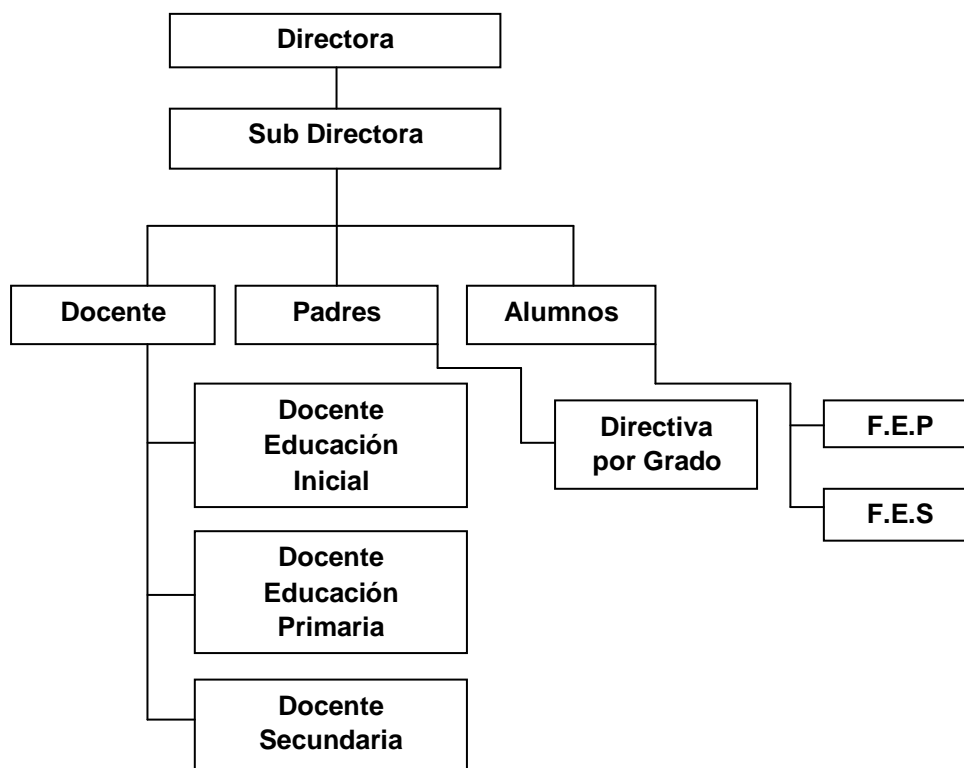 Directora
Sub Directora
Docente
Padres
Alumnos
Docente
Educación
Inicial
Directiva
por Grado
F.E.P
F.E.S
Docente
Educación
Primaria
Docente
Secundaria